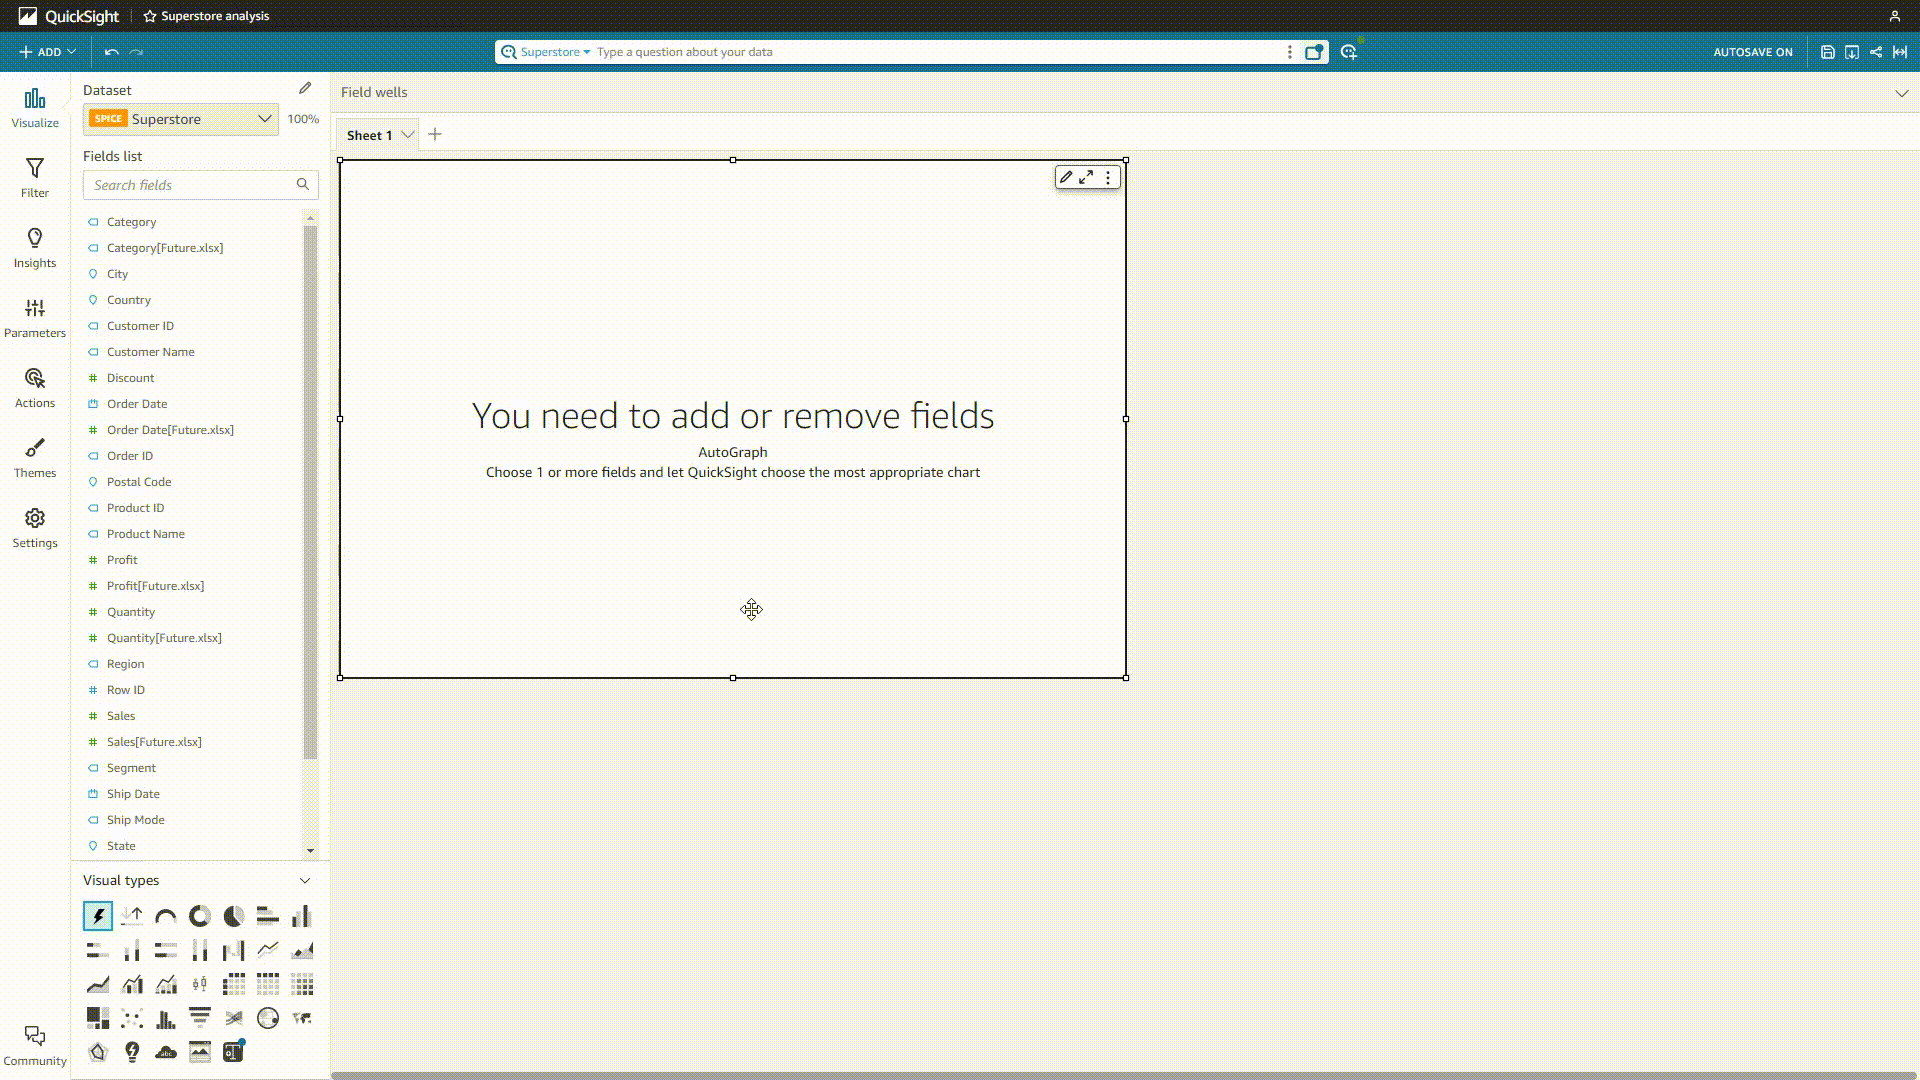 QuickSight
Superstore analysis
ADD
Superstore
Type a question about your data
AUTOSAVE ON
Visualize
Filter
Insights
Parameters
Actions
Themes
Settings
Community
Dataset
SPICE
Superstore
100%
Fields list
Search fields
Category
Category[Future.xlsx]
City
Country
Customer ID
Customer Name
Discount
Order Date
Order Date[Future.xlsx]
Order ID
Postal Code
Product ID
Product Name
Profit
Profit[Future.xlsx]
Quantity
Quantity[Future.xlsx]
Region
Row ID
Sales
Sales[Future.xlsx]
Segment
Ship Date
Ship Mode
State
Visual types
abc
Field wells
Sheet 1
You need to add or remove fields
AutoGraph
Choose 1 or more fields and let QuickSight choose the most appropriate chart